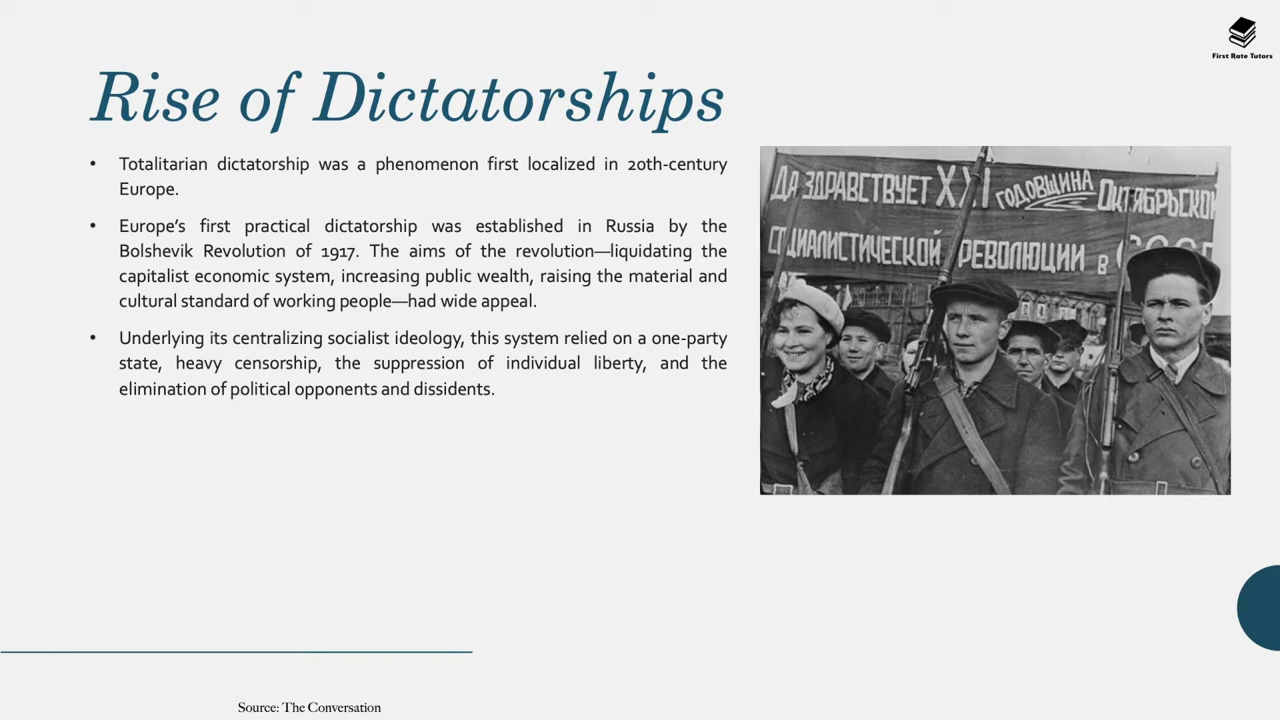 First Rate Tutors
Rise of Dictatorships
• Totalitarian dictatorship was a phenomenon first localized in 20th-century
Europe.
• Europe’s first practical dictatorship was established in Russia by the
Bolshevik Revolution of 1917. The aims of the revolution—liquidating the
capitalist economic system, increasing public wealth, raising the material and
cultural standard of working people—had wide appeal.
• Underlying its centralizing socialist ideology, this system relied on a one-party
state, heavy censorship, the suppression of individual liberty, and the
elimination of political opponents and dissidents.
ДА ЗДРАВСТВУЕТ XXI ГОДОВЩИНА ОКТЯБРЬСКОЙ
СОЦИАЛИСТИЧЕСКОЙ РЕВОЛЮЦИИ В СССР
Source: The Conversation